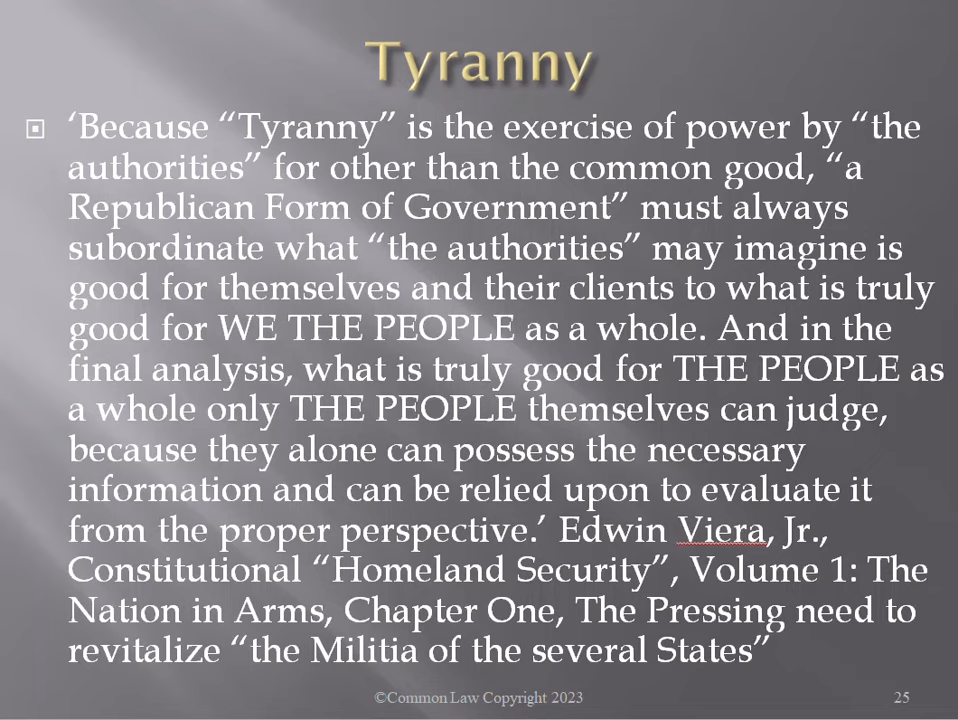 Tyranny
‘Because “Tyranny” is the exercise of power by “the
authorities” for other than the common good, “a
Republican Form of Government” must always
subordinate what “the authorities” may imagine is
good for themselves and their clients to what is truly
good for WE THE PEOPLE as a whole. And in the
final analysis, what is truly good for THE PEOPLE as
a whole only THE PEOPLE themselves can judge,
because they alone can possess the necessary
information and can be relied upon to evaluate it
from the proper perspective.’ Edwin Viera, Jr.,
Constitutional “Homeland Security”, Volume 1: The
Nation in Arms, Chapter One, The Pressing need to
revitalize “the Militia of the several States”
©Common Law Copyright 2023
25